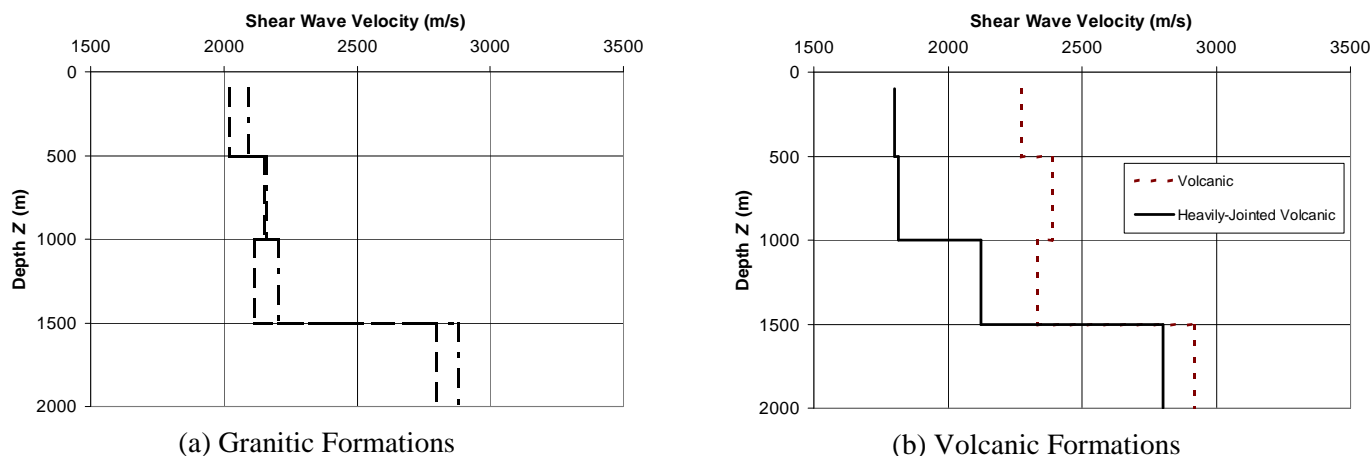 Shear Wave Velocity (m/s)
1500 2000 2500 3000 3500
0
500
1000
1500
2000
Depth Z (m)
(a) Granitic Formations
Shear Wave Velocity (m/s)
1500 2000 2500 3000 3500
0
500
1000
1500
2000
Depth Z (m)
Volcanic
Heavily-Jointed Volcanic
(b) Volcanic Formations